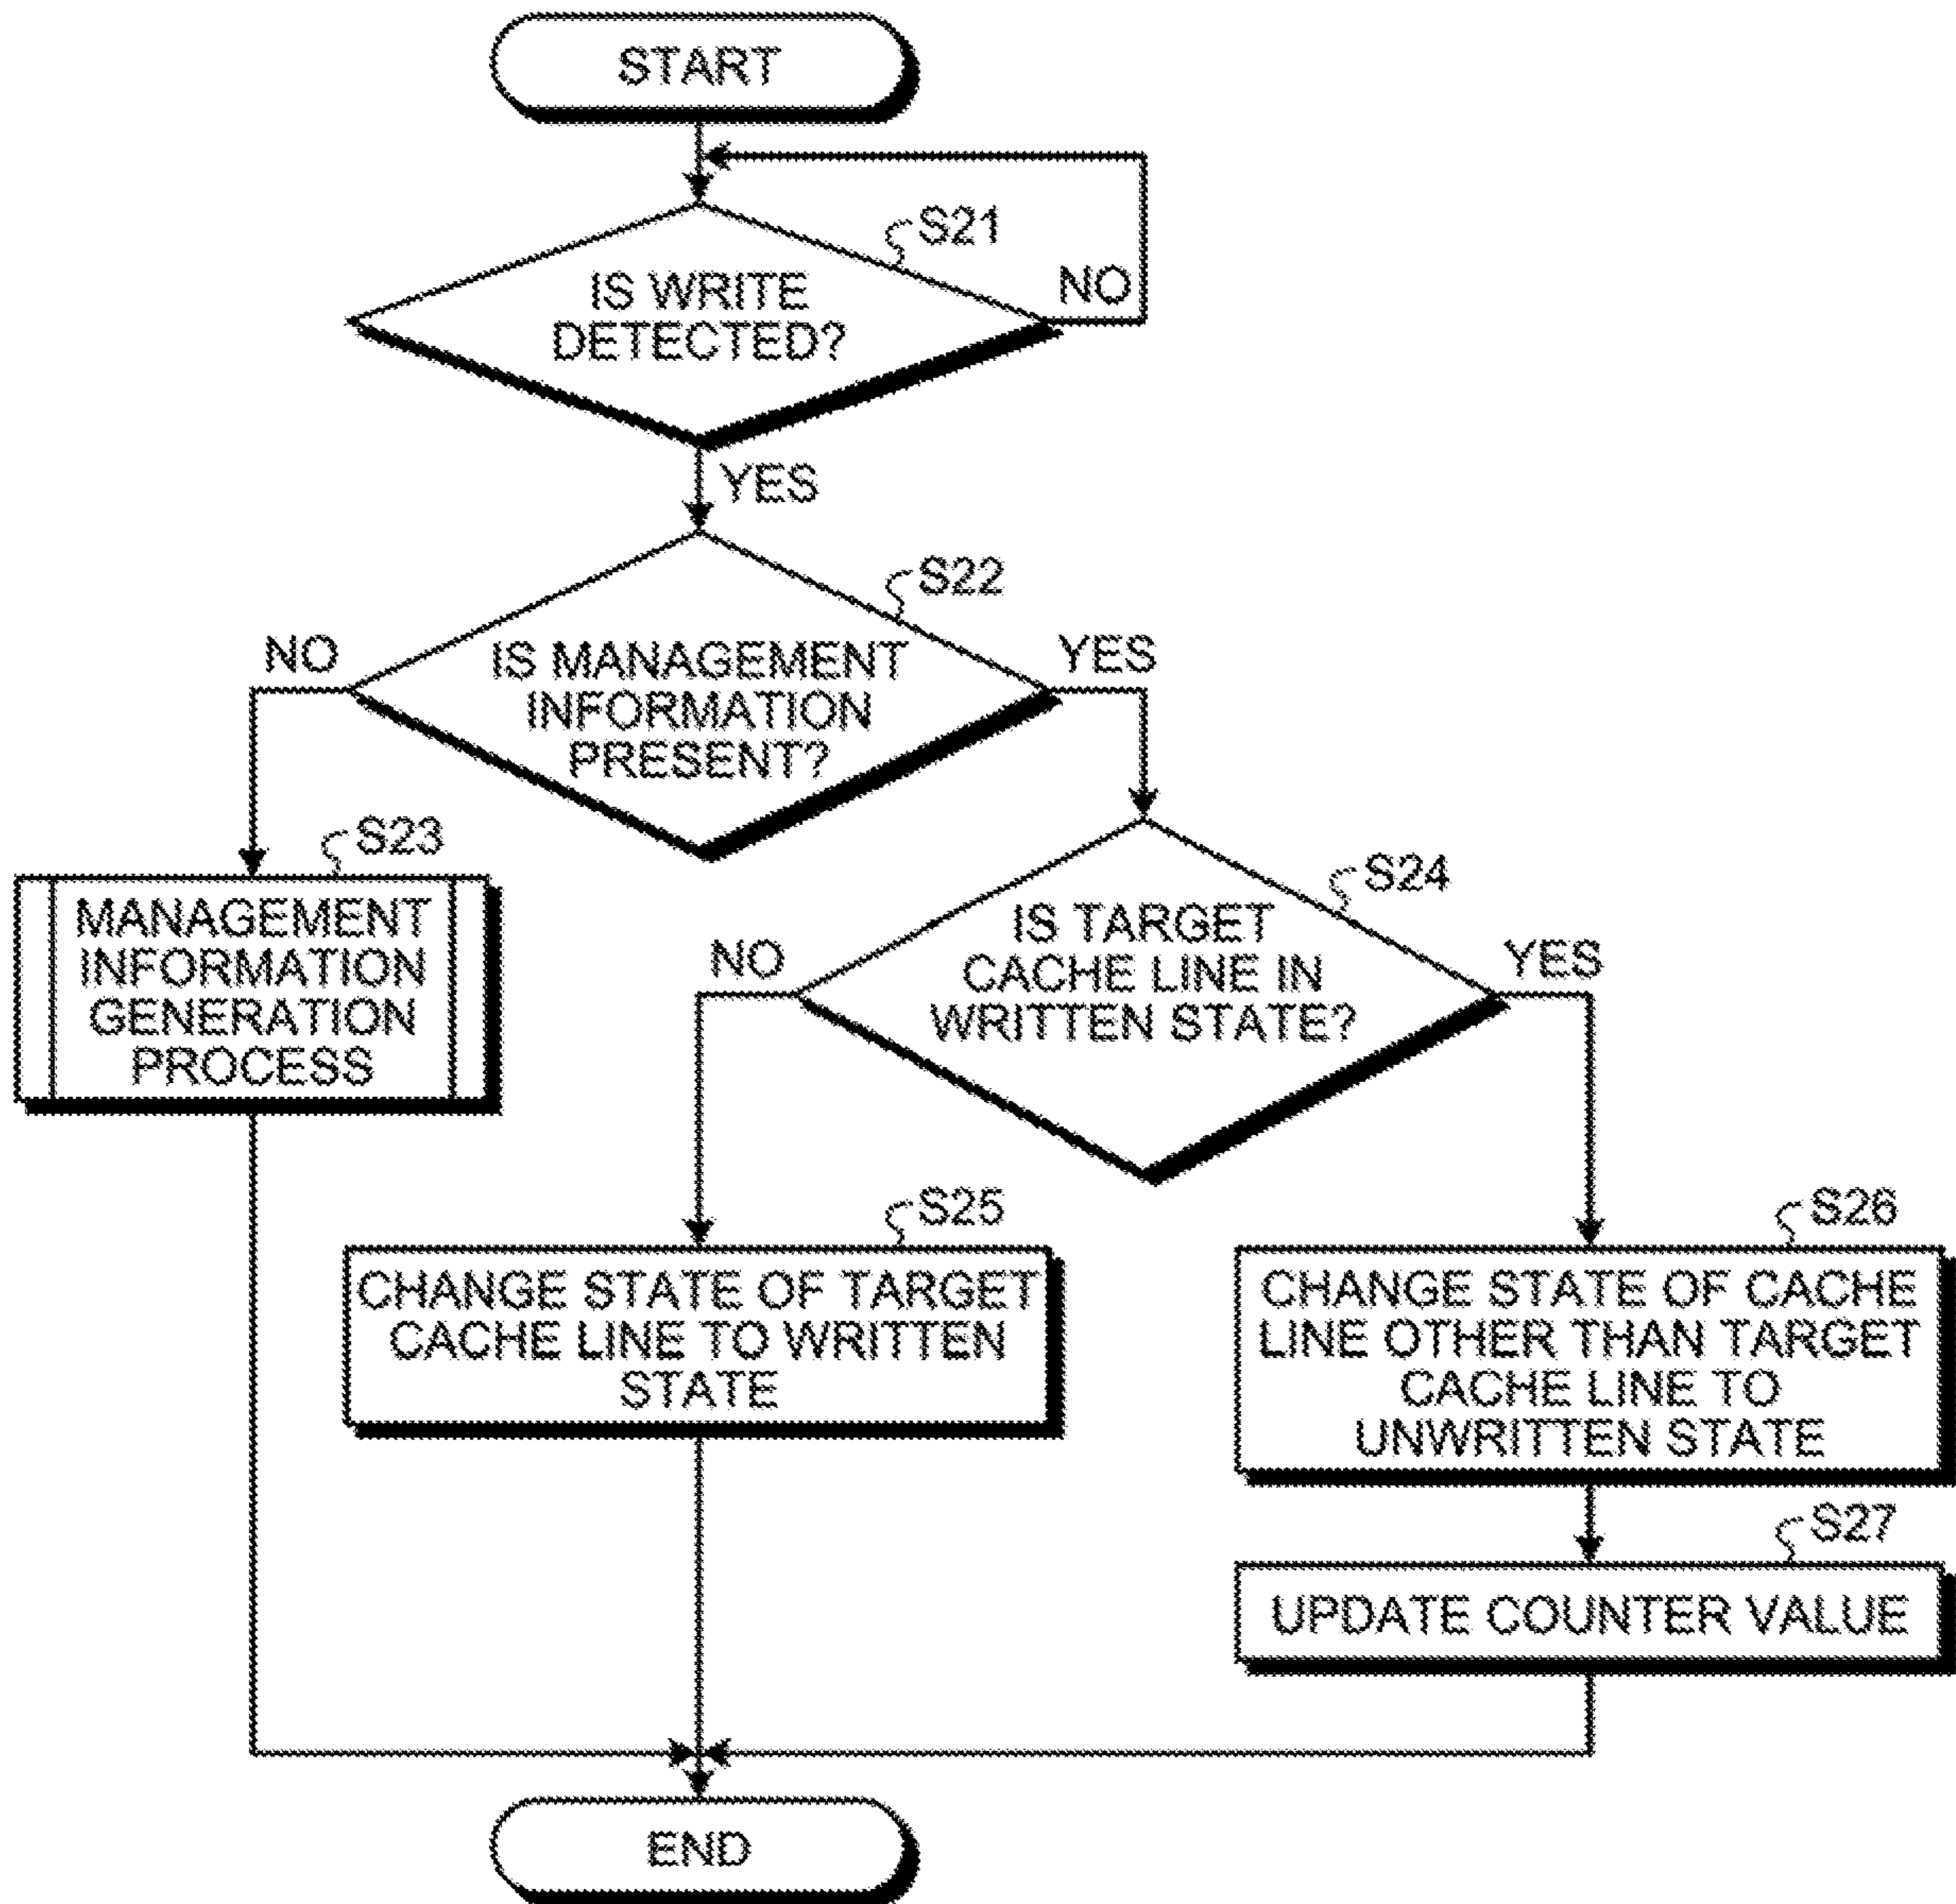 START
S21
IS WRITE
DETECTED?
NO
YES
S22
NO
IS MANAGEMENT
INFORMATION
PRESENT?
YES
S23
MANAGEMENT
INFORMATION
GENERATION
PROCESS
S24
NO
IS TARGET
CACHE LINE IN
WRITTEN STATE?
YES
S25
CHANGE STATE OF TARGET
CACHE LINE TO WRITTEN
STATE
S26
CHANGE STATE OF CACHE
LINE OTHER THAN TARGET
CACHE LINE TO
UNWRITTEN STATE
S27
UPDATE COUNTER VALUE
END